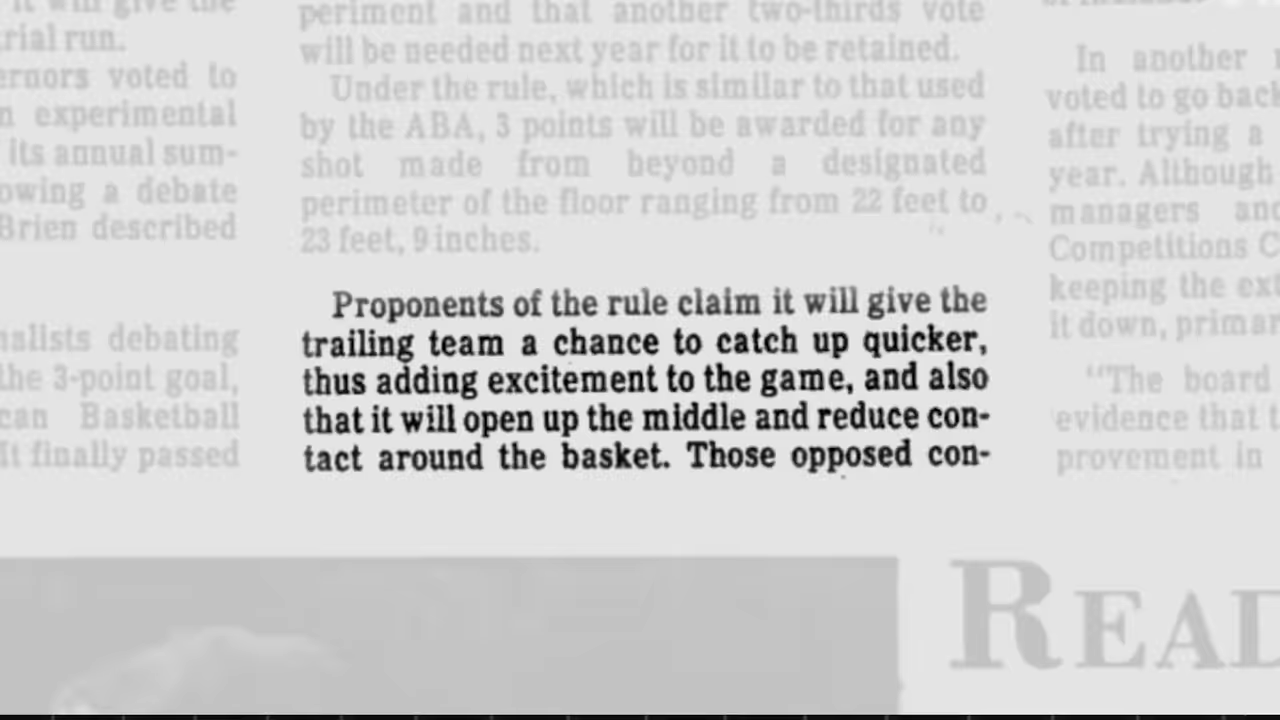 it will give the
rial run.
ernors voted to
n experimental
its annual sum-
owing a debate
Brien described
nalists debating
the 3-point goal,
can Basketball
It finally passed
periment and that another two-thirds vote
will be needed next year for it to be retained.
Under the rule, which is similar to that used
by the ABA, 3 points will be awarded for any
shot made from beyond a designated
perimeter of the floor ranging from 22 feet to
23 feet, 9 inches.
Proponents of the rule claim it will give the
trailing team a chance to catch up quicker,
thus adding excitement to the game, and also
that it will open up the middle and reduce con-
tact around the basket. Those opposed con-
In another
voted to go back
after trying a
year. Although
managers and
Competitions C
keeping the ext
it down, primar
"The board
evidence that t
provement in
READ